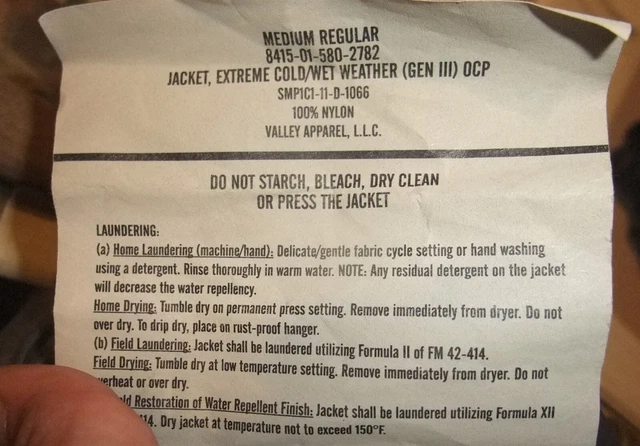 MEDIUM REGULAR
8415-01-580-2782
JACKET, EXTREME COLD/WET WEATHER (GEN III) OCP
SMP1C1-11-D-1066
100% NYLON
VALLEY APPAREL, L.L.C.
DO NOT STARCH, BLEACH, DRY CLEAN
OR PRESS THE JACKET
LAUNDERING:
(a) Home Laundering (machine/hand): Delicate/gentle fabric cycle setting or hand washing
using a detergent. Rinse thoroughly in warm water. NOTE: Any residual detergent on the jacket
will decrease the water repellency.
Home Drying: Tumble dry on permanent press setting. Remove immediately from dryer. Do not
over dry. To drip dry, place on rust-proof hanger.
(b) Field Laundering: Jacket shall be laundered utilizing Formula II of FM 42-414.
Field Drying: Tumble dry at low temperature setting. Remove immediately from dryer. Do not
verheat or over dry.
ld Restoration of Water Repellent Finish: Jacket shall be laundered utilizing Formula XII
14. Dry jacket at temperature not to exceed 150°F.